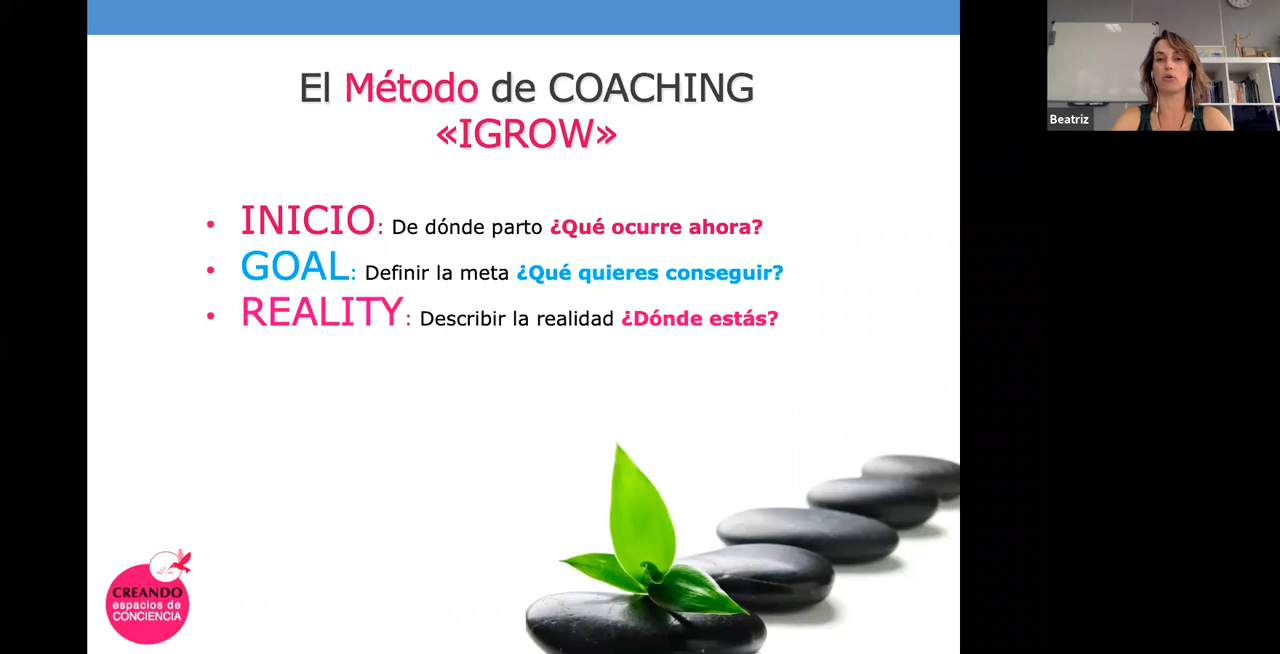 El Método de COACHING
«IGROW»
• INICIO: De dónde parto ¿Qué ocurre ahora?
• GOAL: Definir la meta ¿Qué quieres conseguir?
• REALITY: Describir la realidad ¿Dónde estás?
CREANDO
espacios de
CONCIENCIA
Beatriz